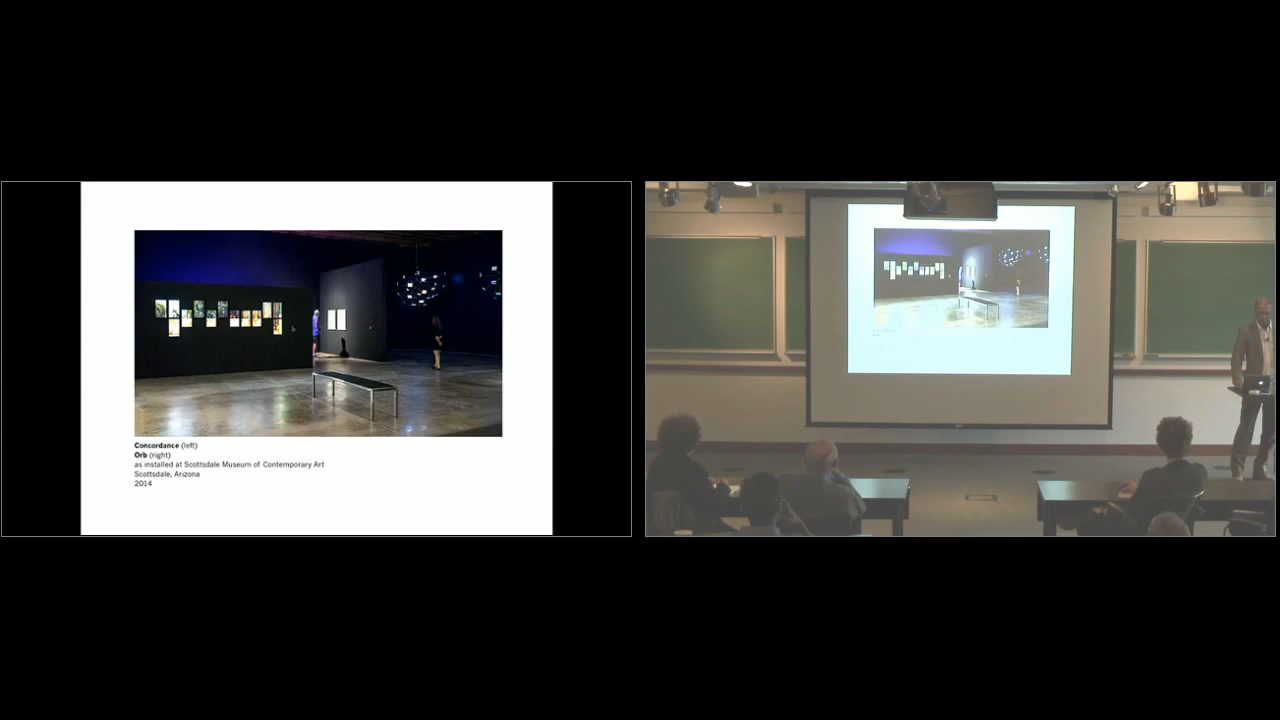 Concordance (left)
Orb (right)
as installed at Scottsdale Museum of Contemporary Art
Scottsdale, Arizona
2014